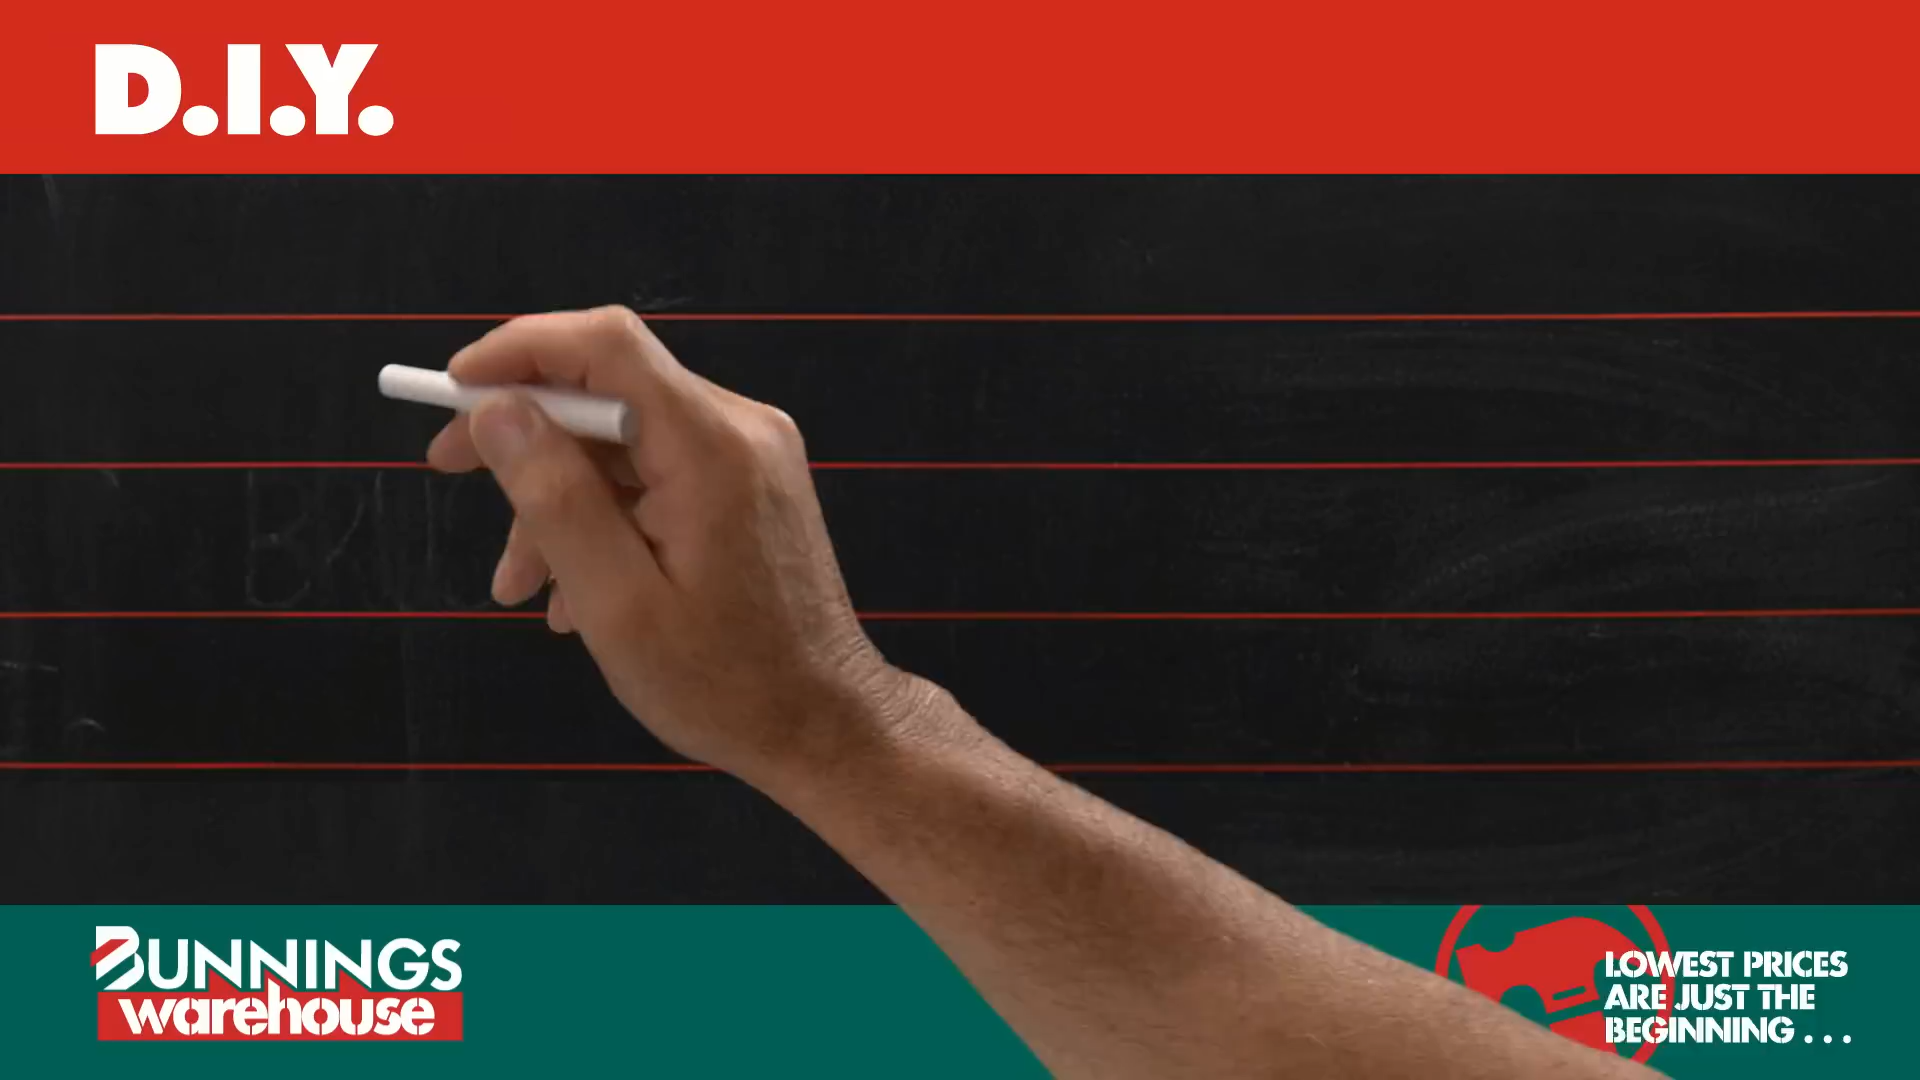 D.I.Y.
BUNNINGS
warehouse
LOWEST PRICES
ARE JUST THE
BEGINNING . . .